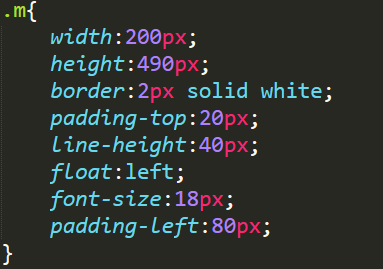 .m{
    width:200px;
    height:490px;
    border:2px solid white;
    padding-top:20px;
    line-height:40px;
    float:left;
    font-size:18px;
    padding-left:80px;
}